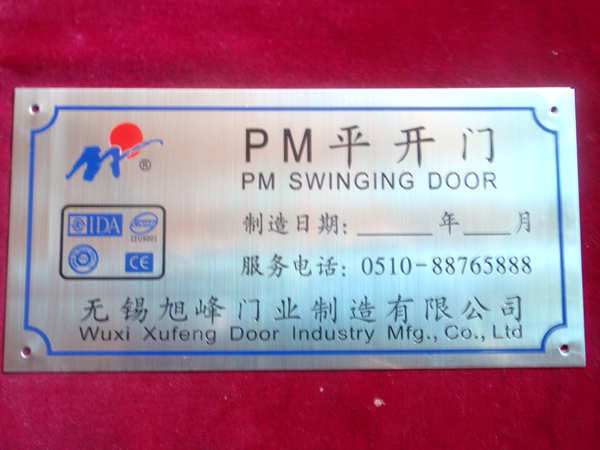 ®
PM平开门
PM SWINGING DOOR
制造日期：______年___月
服务电话：0510-88765888
IDA
ISO9001
CE
无锡旭峰门业制造有限公司
Wuxi Xufeng Door Industry Mfg., Co., Ltd